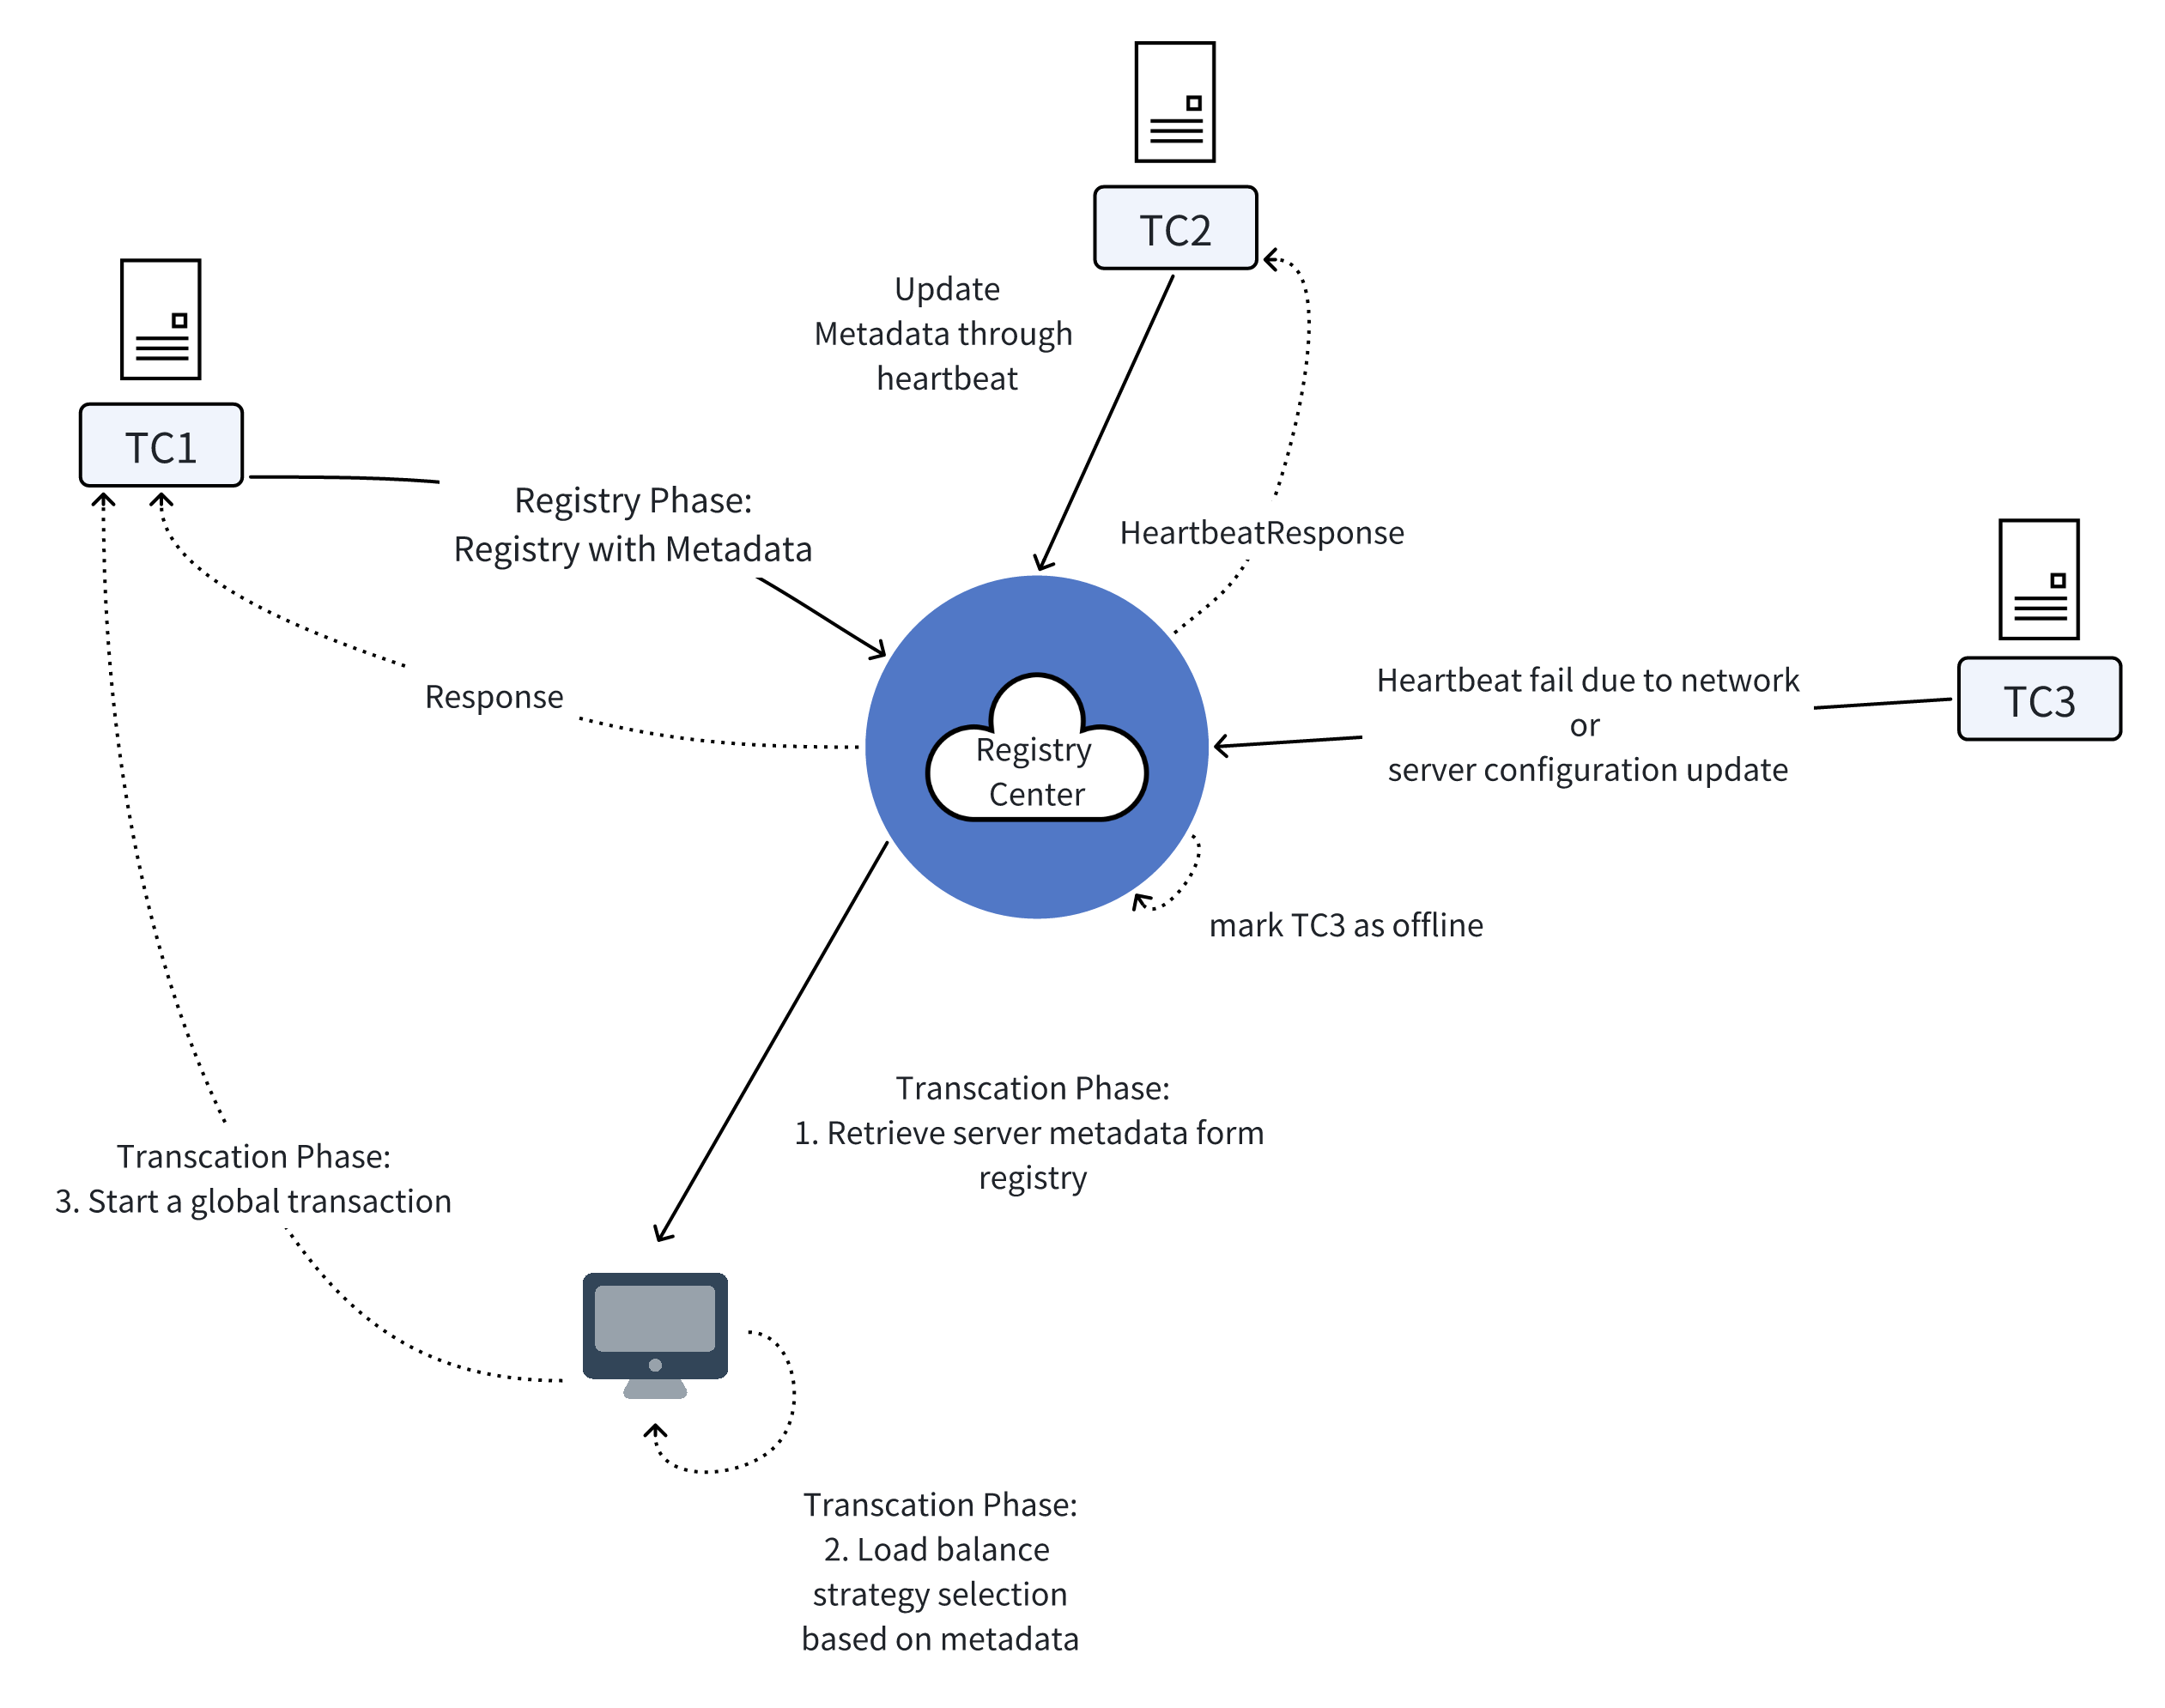 TC2
Update
Metadata through
heartbeat
TC1
Registry Phase:
Registry with Metadata
HeartbeatResponse
Response
Heartbeat fail due to network
or
server configuration update
TC3
Registry
Center
mark TC3 as offline
Transcation Phase:
1. Retrieve server metadata form
registry
Transcation Phase:
3. Start a global transaction
Transcation Phase:
2. Load balance
strategy selection
based on metadata